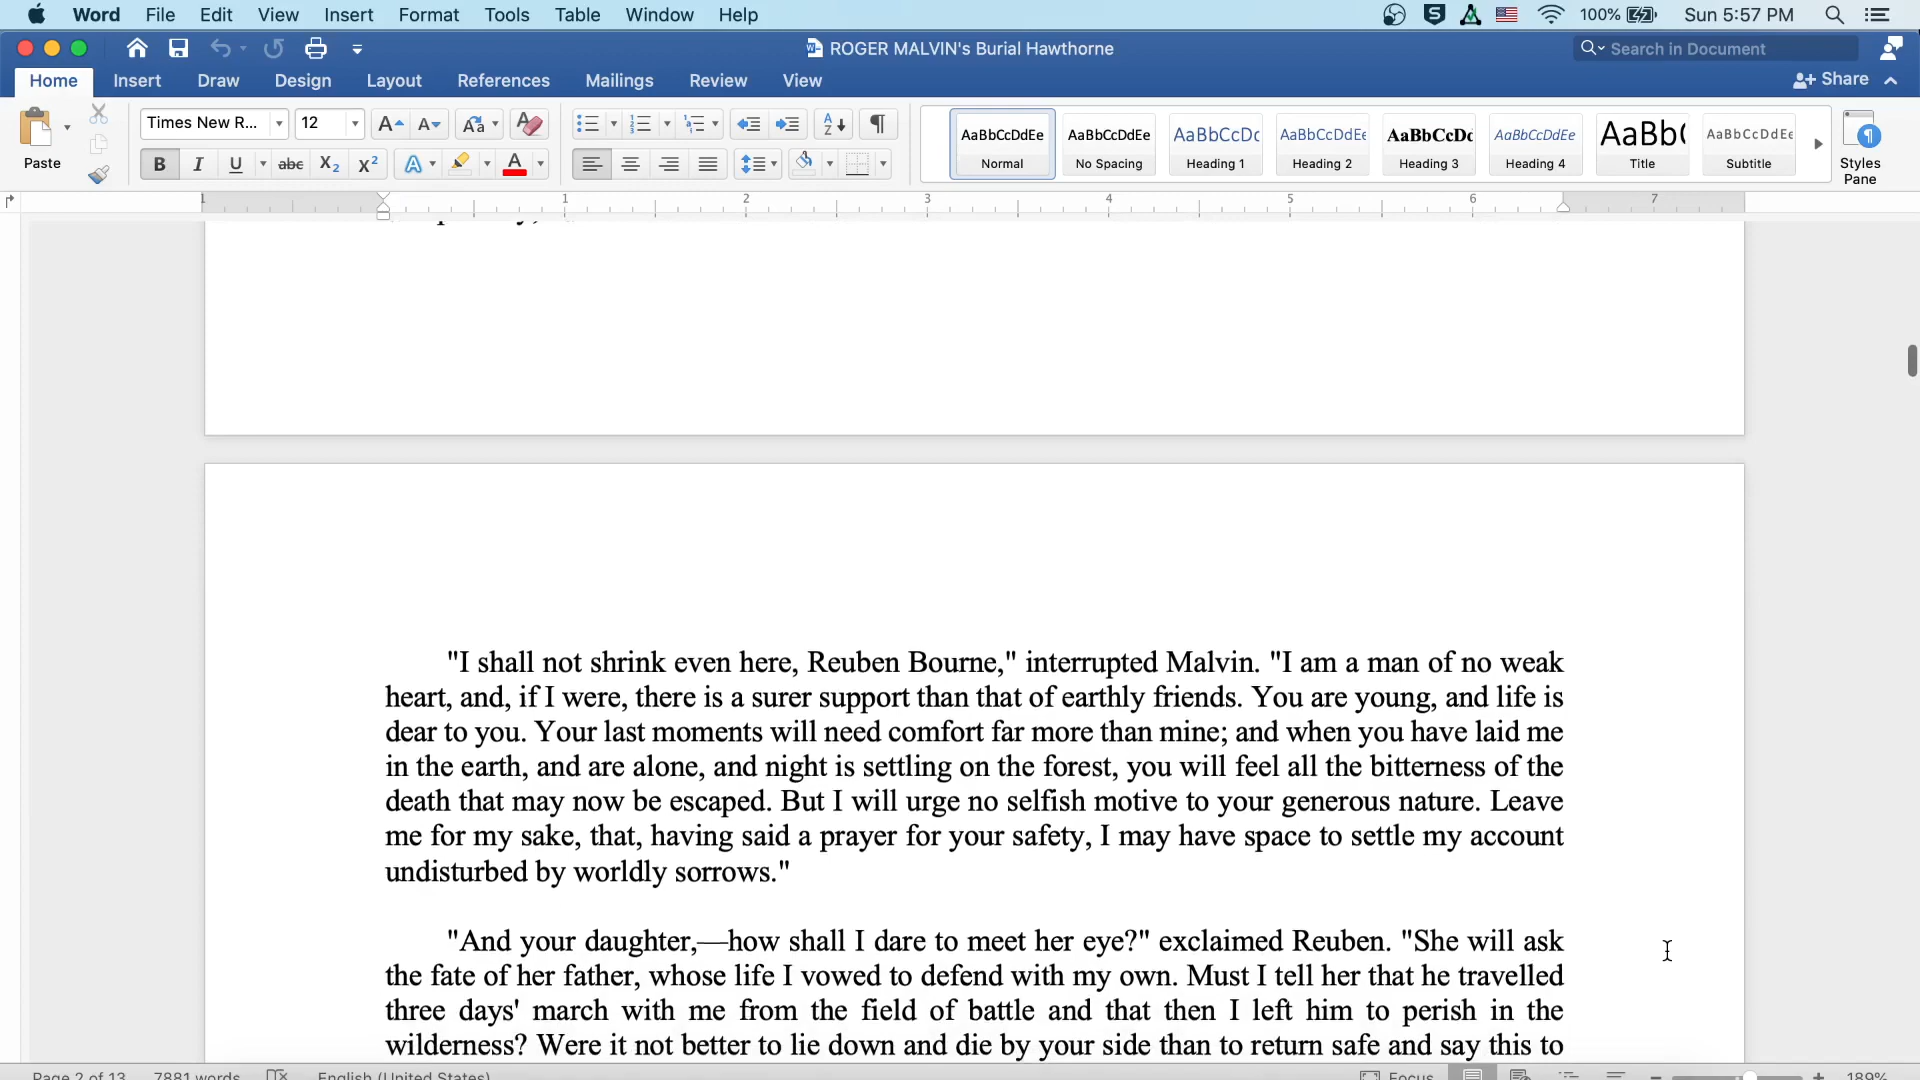 Word File Edit View Insert Format Tools Table Window Help 100% Sun 5:57 PM
ROGER MALVIN's Burial Hawthorne Search in Document
Home Insert Draw Design Layout References Mailings Review View Share
Paste Times New R... 12
AaBbCcDdEe AaBbCcDdEe AaBbCcDc AaBbCcDdEe AaBbCcDc AaBbCcDdEe AaBb( AaBbCcDdEe
Normal No Spacing Heading 1 Heading 2 Heading 3 Heading 4 Title Subtitle Styles Pane
1 1 2 3 4 5 6 7
"I shall not shrink even here, Reuben Bourne," interrupted Malvin. "I am a man of no weak
heart, and, if I were, there is a surer support than that of earthly friends. You are young, and life is
dear to you. Your last moments will need comfort far more than mine; and when you have laid me
in the earth, and are alone, and night is settling on the forest, you will feel all the bitterness of the
death that may now be escaped. But I will urge no selfish motive to your generous nature. Leave
me for my sake, that, having said a prayer for your safety, I may have space to settle my account
undisturbed by worldly sorrows."
"And your daughter,—how shall I dare to meet her eye?" exclaimed Reuben. "She will ask
the fate of her father, whose life I vowed to defend with my own. Must I tell her that he travelled
three days' march with me from the field of battle and that then I left him to perish in the
wilderness? Were it not better to lie down and die by your side than to return safe and say this to
Page 2 of 13 7881 words English (United States) Focus 189%